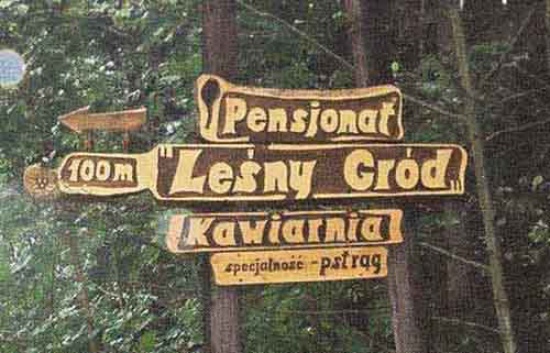 Pensjonat
100m "Leśny Gród„
Kawiarnia
specjalność - pstrąg